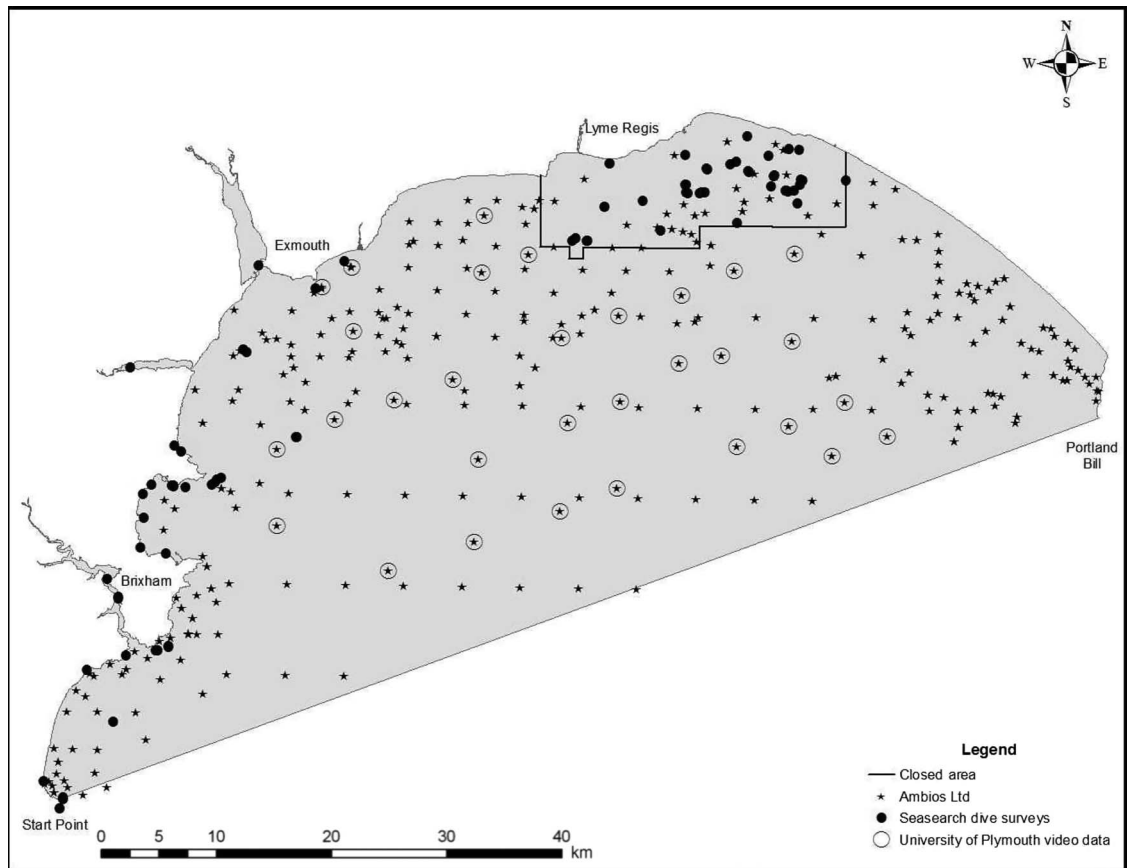 N
W E
S
Lyme Regis
Exmouth
Portland
Bill
Brixham
Start Point
Legend
Closed area
Ambios Ltd
Seasearch dive surveys
University of Plymouth video data
0 10 20 30 40
km